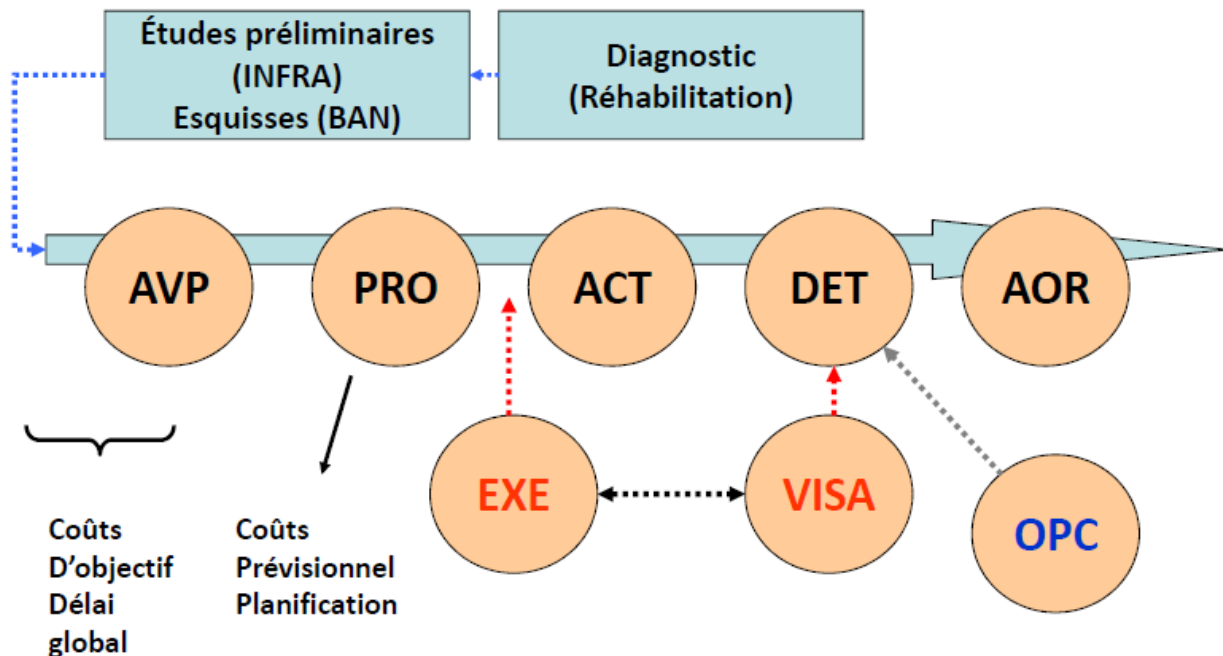 Études préliminaires
(INFRA)
Esquisses (BAN)
Diagnostic
(Réhabilitation)
AVP
PRO
ACT
DET
AOR
EXE
VISA
OPC
Coûts
D’objectif
Délai
global
Coûts
Prévisionnel
Planification